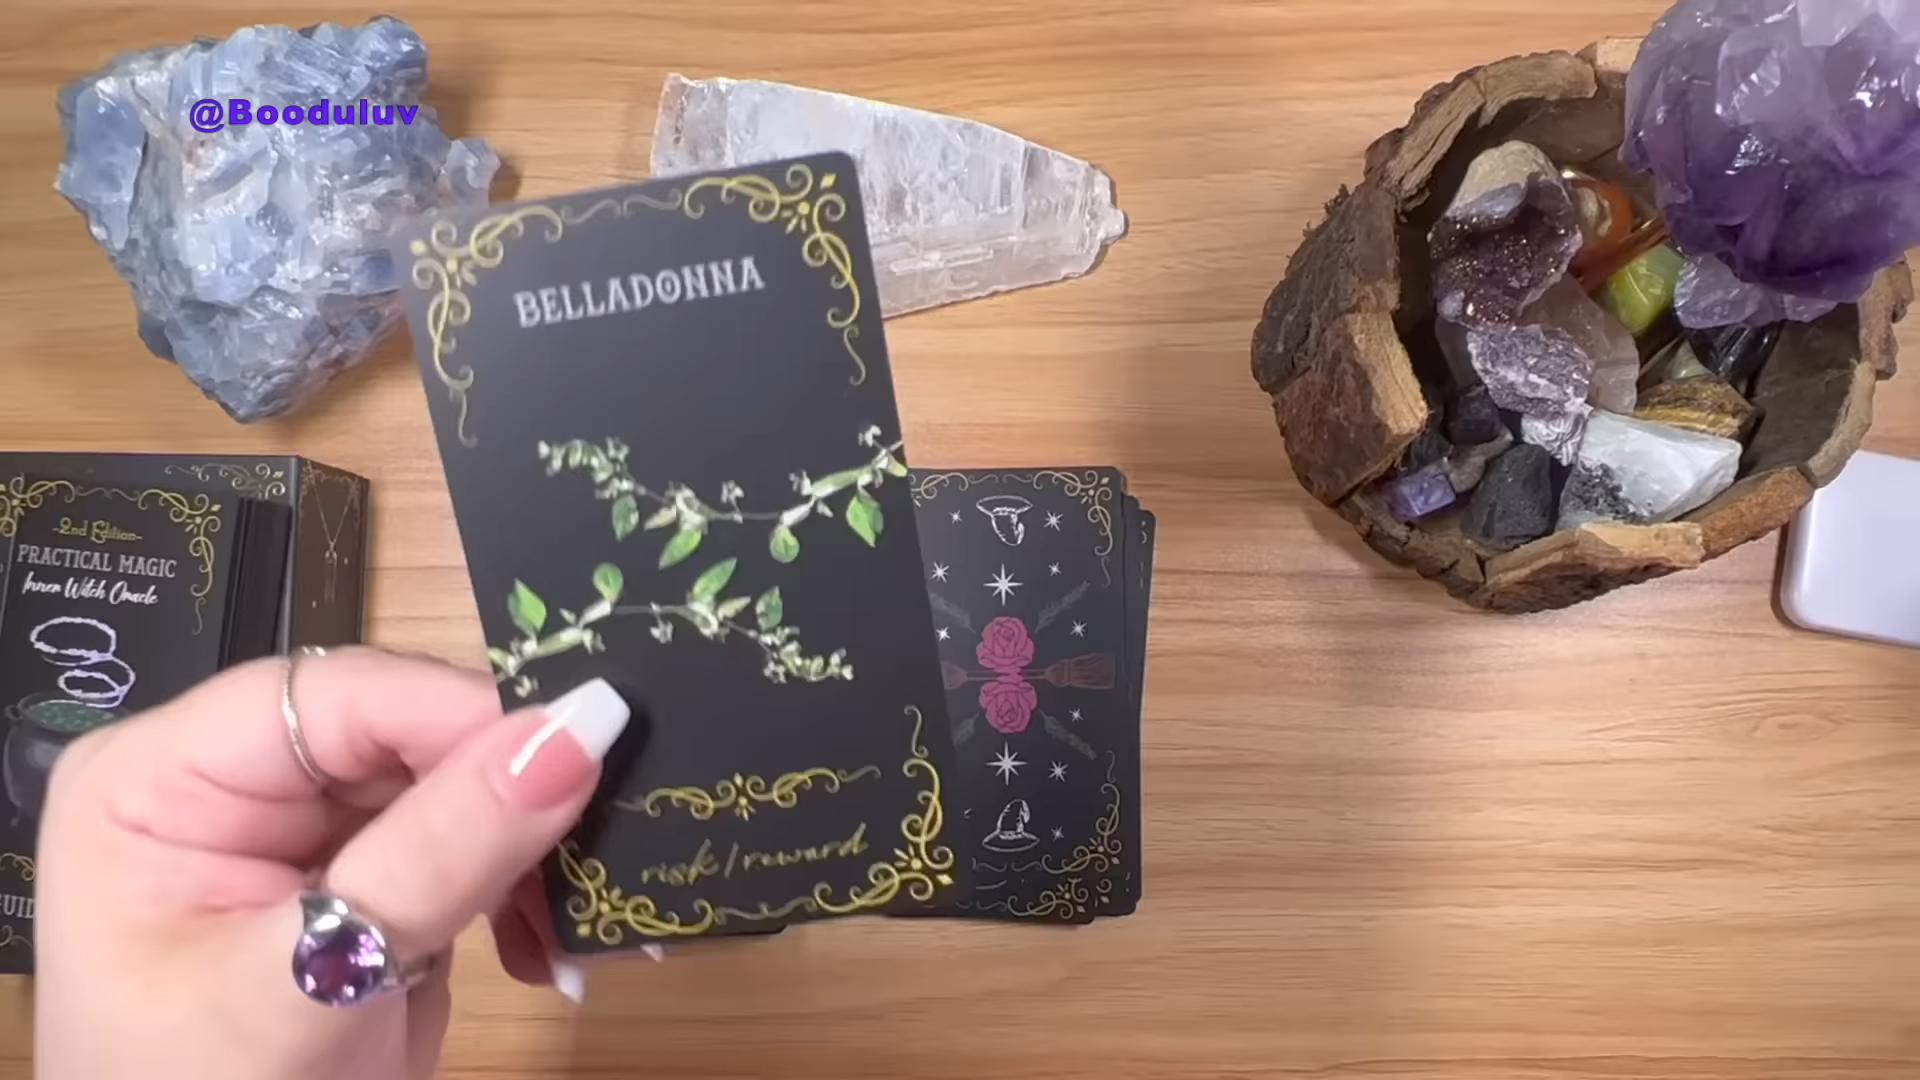 @Booduluv
BELLADONNA
risk/reward
-2nd Edition-
PRACTICAL MAGIC
Inner Witch Oracle